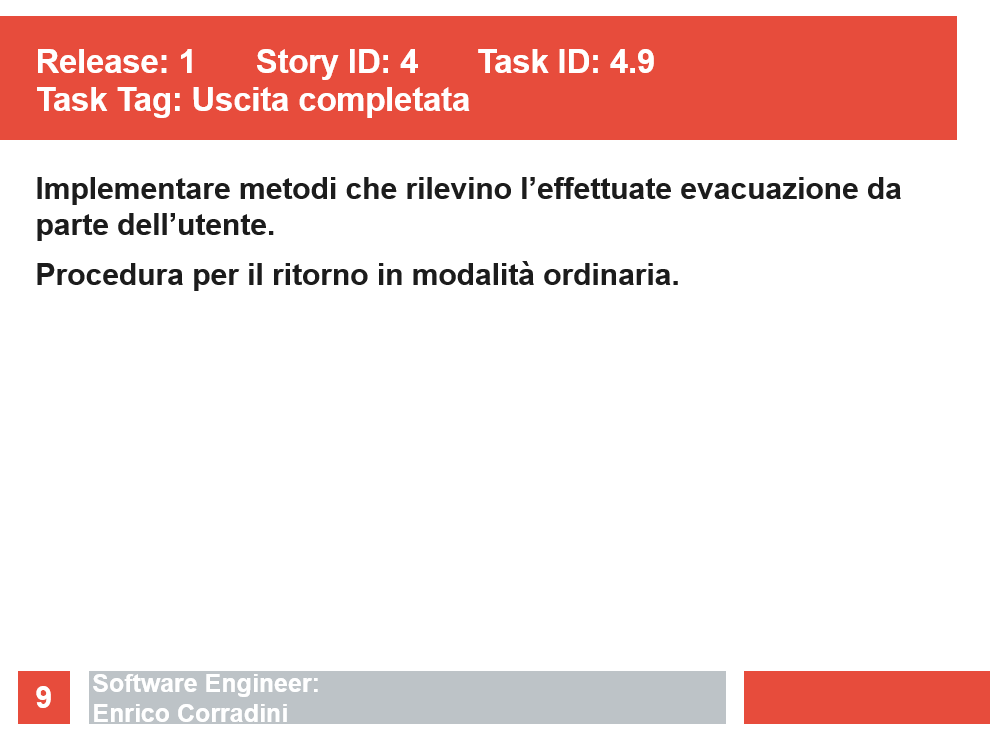 Release: 1 Story ID: 4 Task ID: 4.9
Task Tag: Uscita completata
Implementare metodi che rilevino l’effettuate evacuazione da
parte dell’utente.
Procedura per il ritorno in modalità ordinaria.
9
Software Engineer:
Enrico Corradini